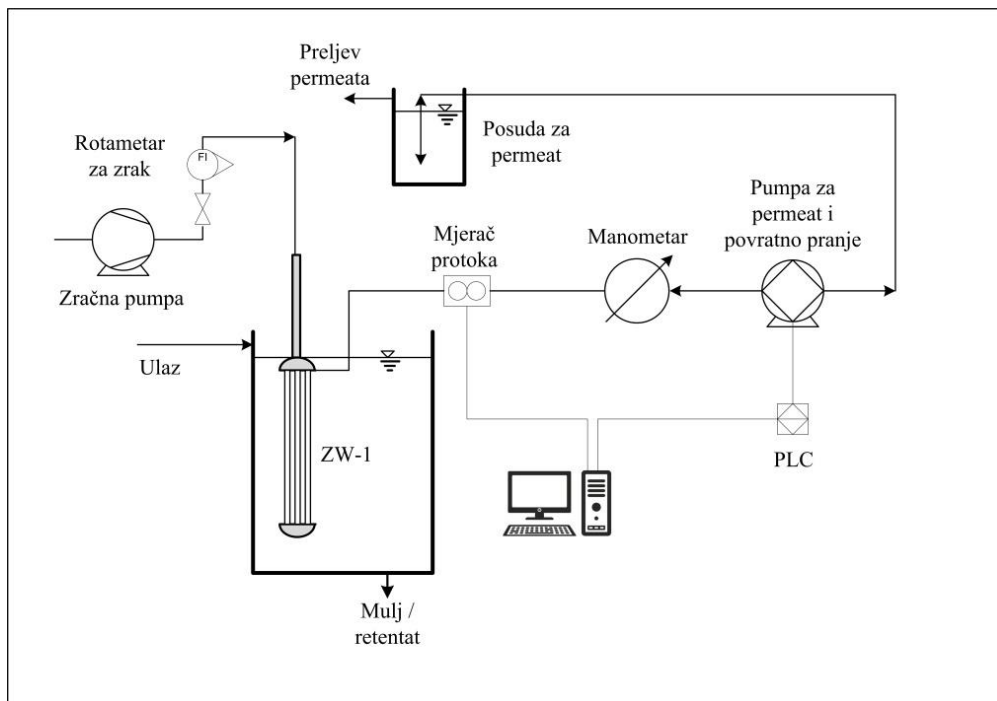 Preljev
permeata
Rotametar
za zrak
FI
Posuda za
permeat
Pumpa za
permeat i
povratno pranje
Mjerač
protoka
Manometar
Zračna pumpa
Ulaz
ZW-1
PLC
Mulj /
retentat